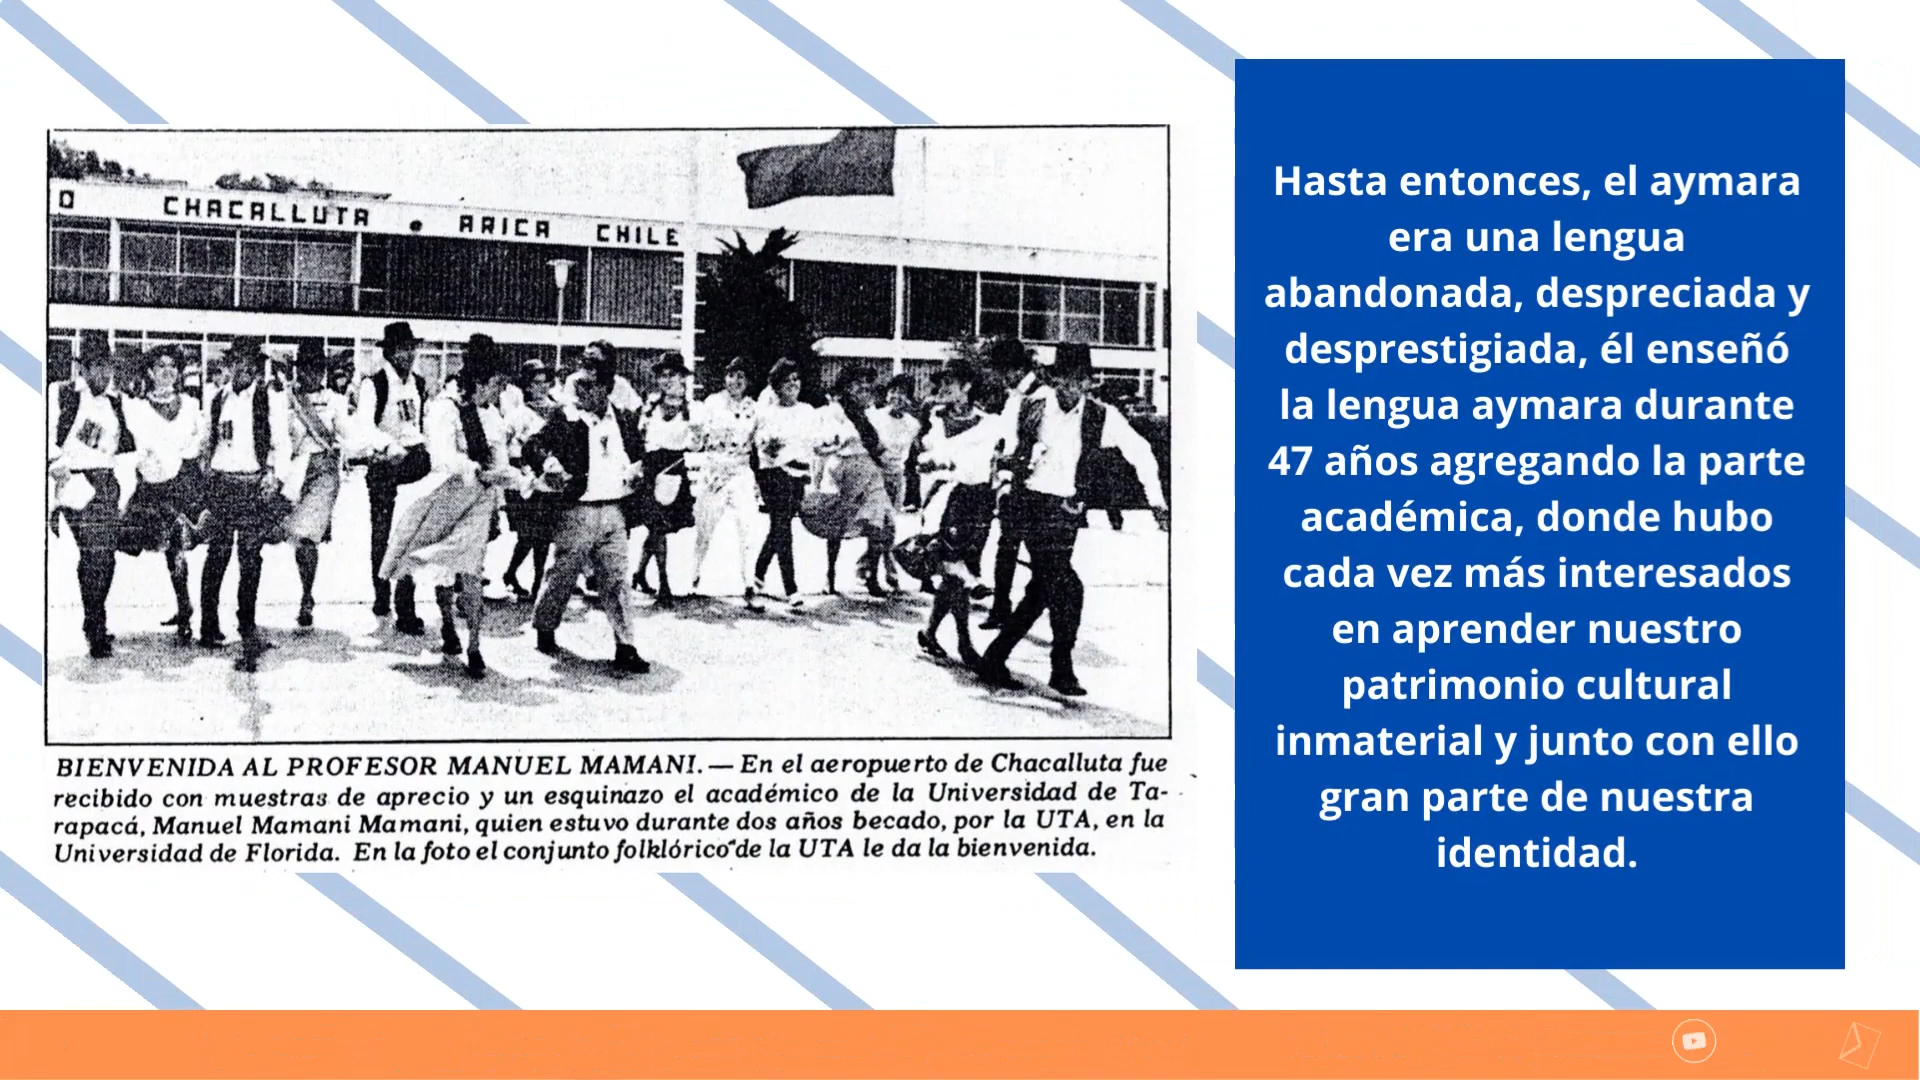 O CHACALLUTA • ARICA CHILE
BIENVENIDA AL PROFESOR MANUEL MAMANI.— En el aeropuerto de Chacalluta fue
recibido con muestras de aprecio y un esquinazo el académico de la Universidad de Ta-
rapacá, Manuel Mamani Mamani, quien estuvo durante dos años becado, por la UTA, en la
Universidad de Florida. En la foto el conjunto folklórico de la UTA le da la bienvenida.
Hasta entonces, el aymara
era una lengua
abandonada, despreciada y
desprestigiada, él enseñó
la lengua aymara durante
47 años agregando la parte
académica, donde hubo
cada vez más interesados
en aprender nuestro
patrimonio cultural
inmaterial y junto con ello
gran parte de nuestra
identidad.